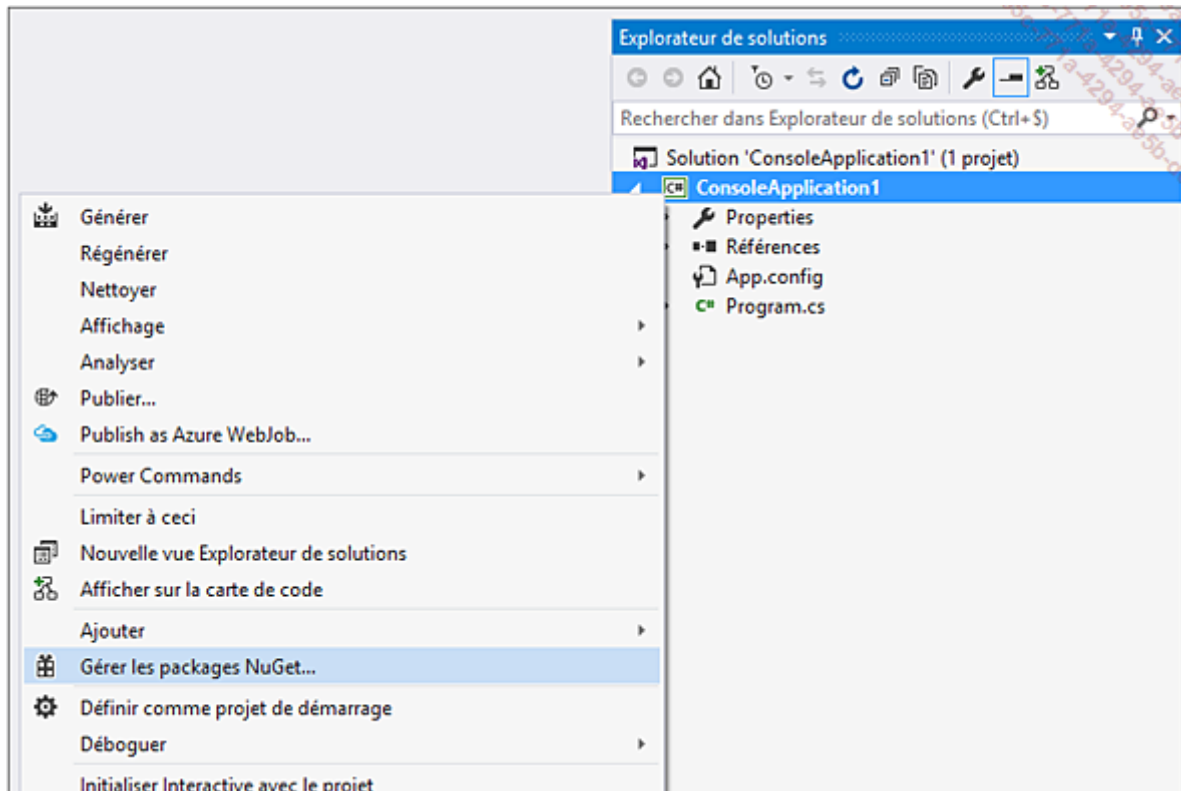 Explorateur de solutions
Rechercher dans Explorateur de solutions (Ctrl+$)
Solution 'ConsoleApplication1' (1 projet)
C# ConsoleApplication1
Properties
Références
App.config
C# Program.cs
Générer
Régénérer
Nettoyer
Affichage
Analyser
Publier...
Publish as Azure WebJob...
Power Commands
Limiter à ceci
Nouvelle vue Explorateur de solutions
Afficher sur la carte de code
Ajouter
Gérer les packages NuGet...
Définir comme projet de démarrage
Déboguer
Initialiser Interactive avec le projet